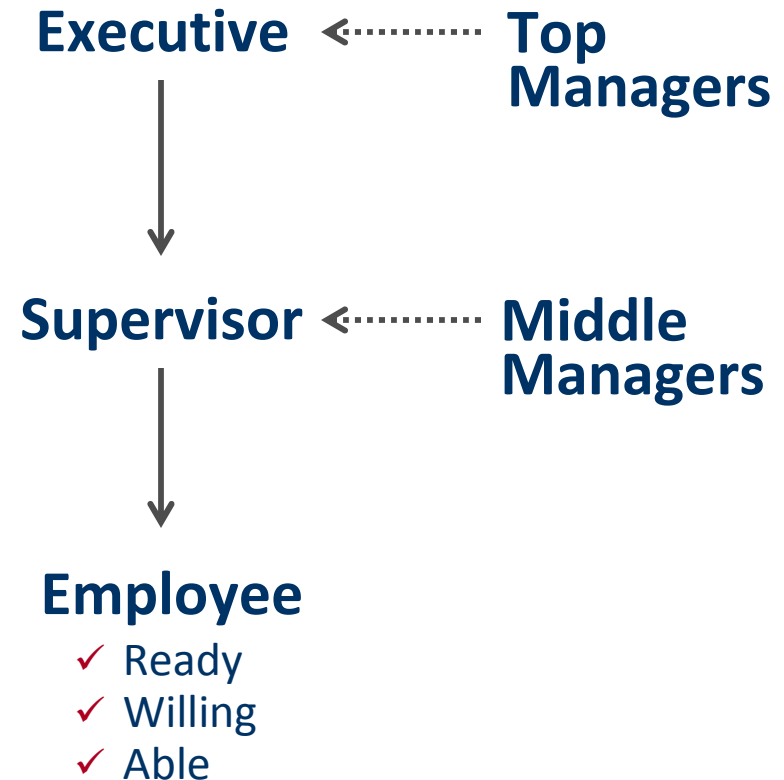 Executive
Top
Managers
Supervisor
Middle
Managers
Employee
✓ Ready
✓ Willing
✓ Able